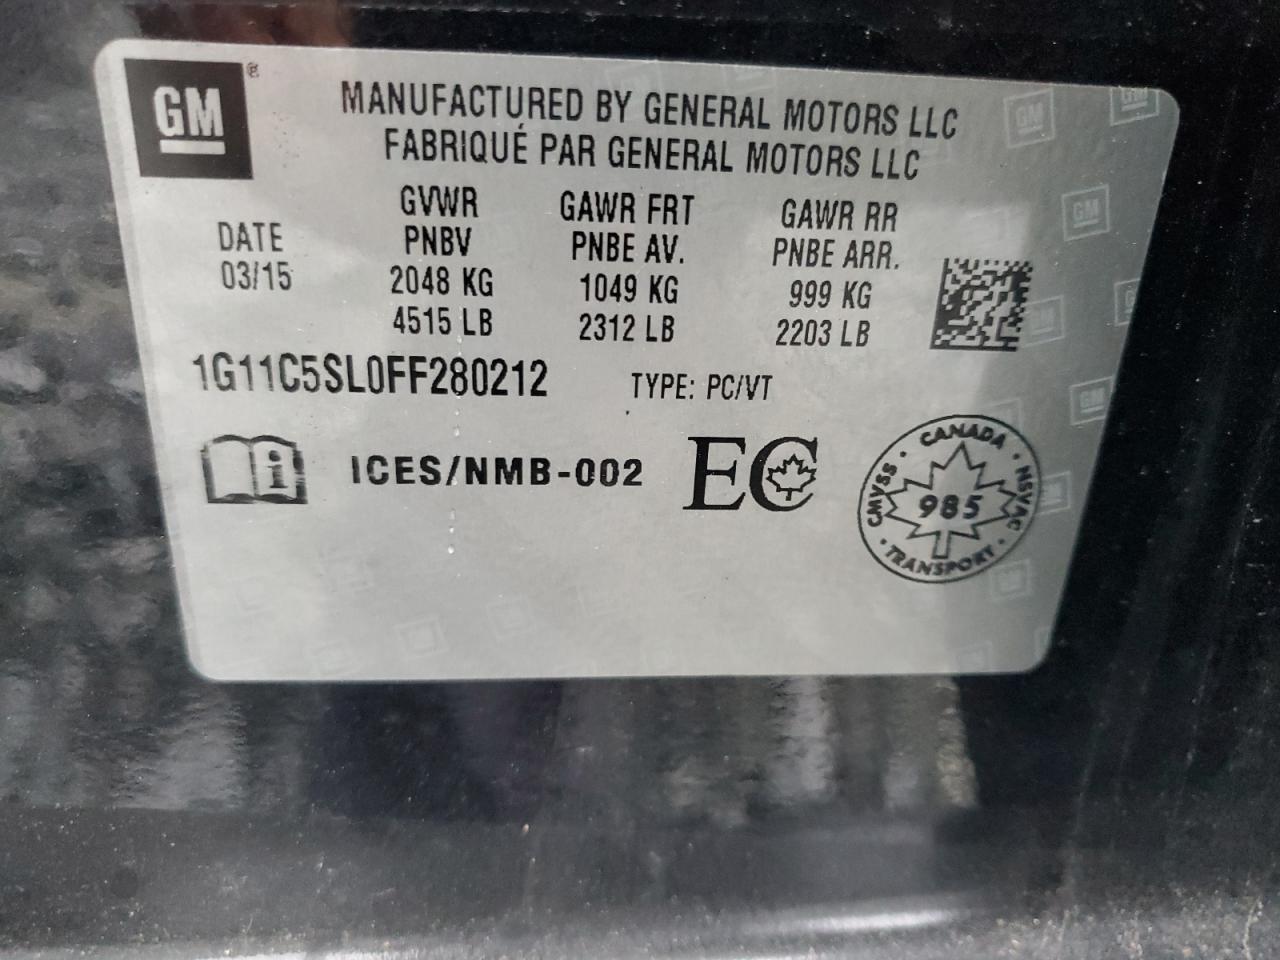 GM®
MANUFACTURED BY GENERAL MOTORS LLC
FABRIQUÉ PAR GENERAL MOTORS LLC
DATE
03/15
GVWR
PNBV
2048 KG
4515 LB
GAWR FRT
PNBE AV.
1049 KG
2312 LB
GAWR RR
PNBE ARR.
999 KG
2203 LB
1G11C5SL0FF280212
TYPE: PC/VT
i
ICES/NMB-002
EC
CANADA
CMVSS · NSVAC
985
· TRANSPORT ·